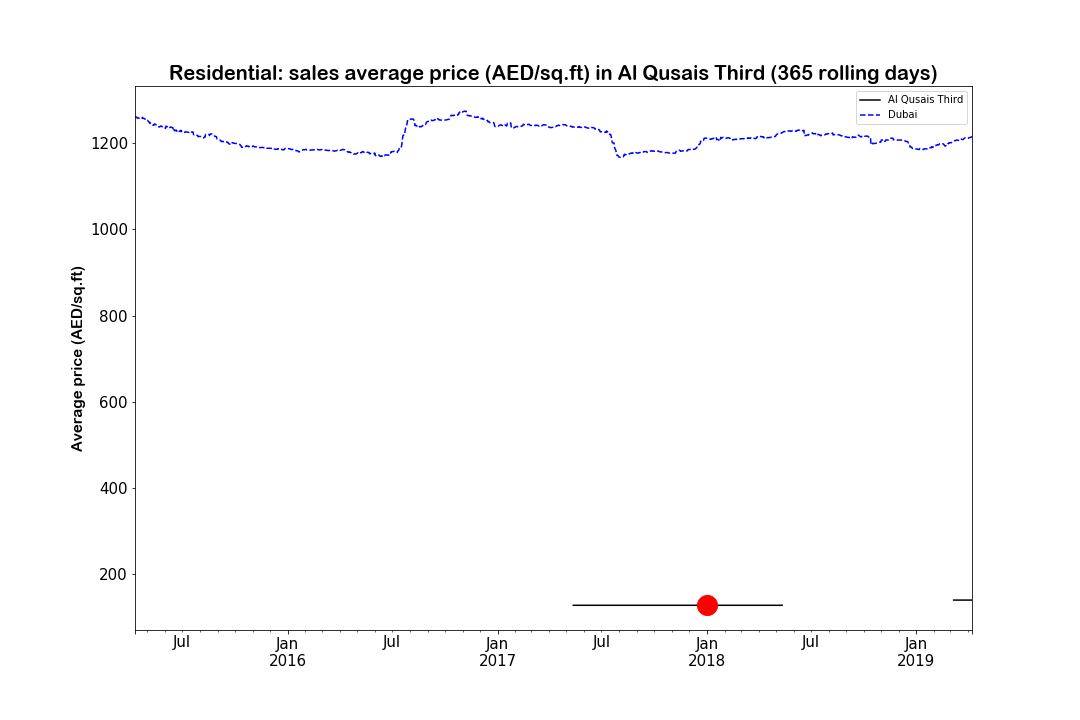 Residential: sales average price (AED/sq.ft) in Al Qusais Third (365 rolling days)
Al Qusais Third
Dubai
Average price (AED/sq.ft)
1200
1000
800
600
400
200
Jul
Jan
2016
Jul
Jan
2017
Jul
Jan
2018
Jul
Jan
2019